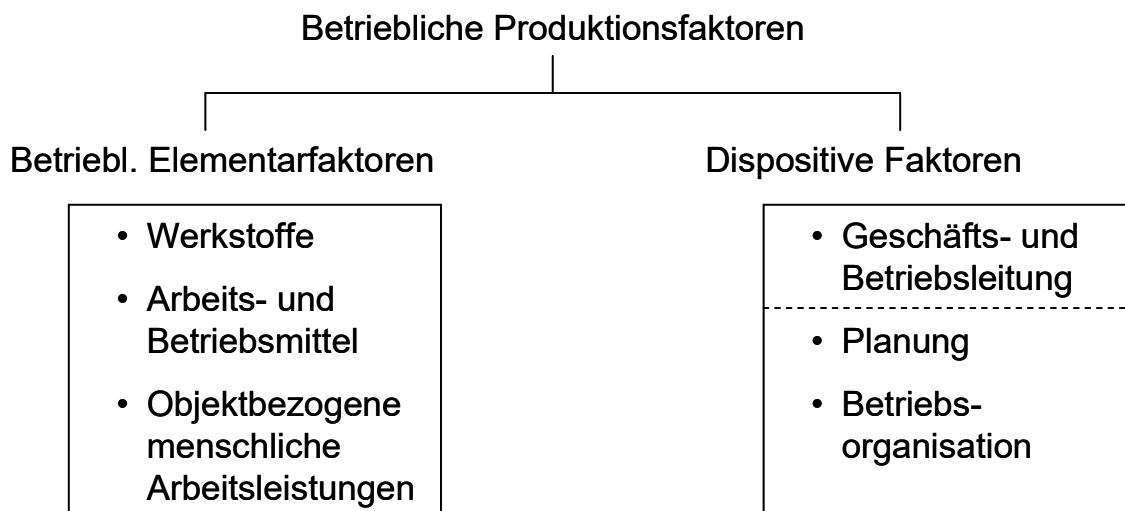 Betriebliche Produktionsfaktoren
Betriebl. Elementarfaktoren
• Werkstoffe
• Arbeits- und
Betriebsmittel
• Objektbezogene
menschliche
Arbeitsleistungen
Dispositive Faktoren
• Geschäfts- und
Betriebsleitung
• Planung
• Betriebs-
organisation